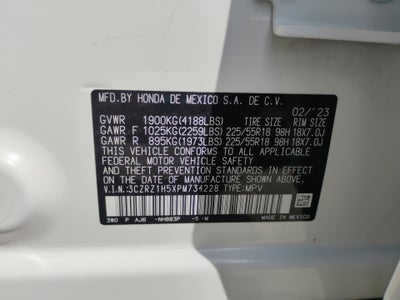 MFD.BY HONDA DE MEXICO S.A. DE C.V.
02/'23
GVWR 1900KG(4188LBS) TIRE SIZE RIM SIZE
GAWR F 1025KG(2259LBS) 225/55R18 98H 18X7.0J
GAWR R 895KG(1973LBS) 225/55R18 98H 18X7.0J
THIS VEHICLE CONFORMS TO ALL APPLICABLE
FEDERAL MOTOR VEHICLE SAFETY AND THEFT
PREVENTION STANDARDS IN EFFECT ON THE DATE
OF MANUFACTURE SHOWN ABOVE.
V.I.N.:3CZRZ1H5XPM734228 TYPE:MPV
3W0 P AJ6 -NH883P -S -M
MADE IN MEXICO